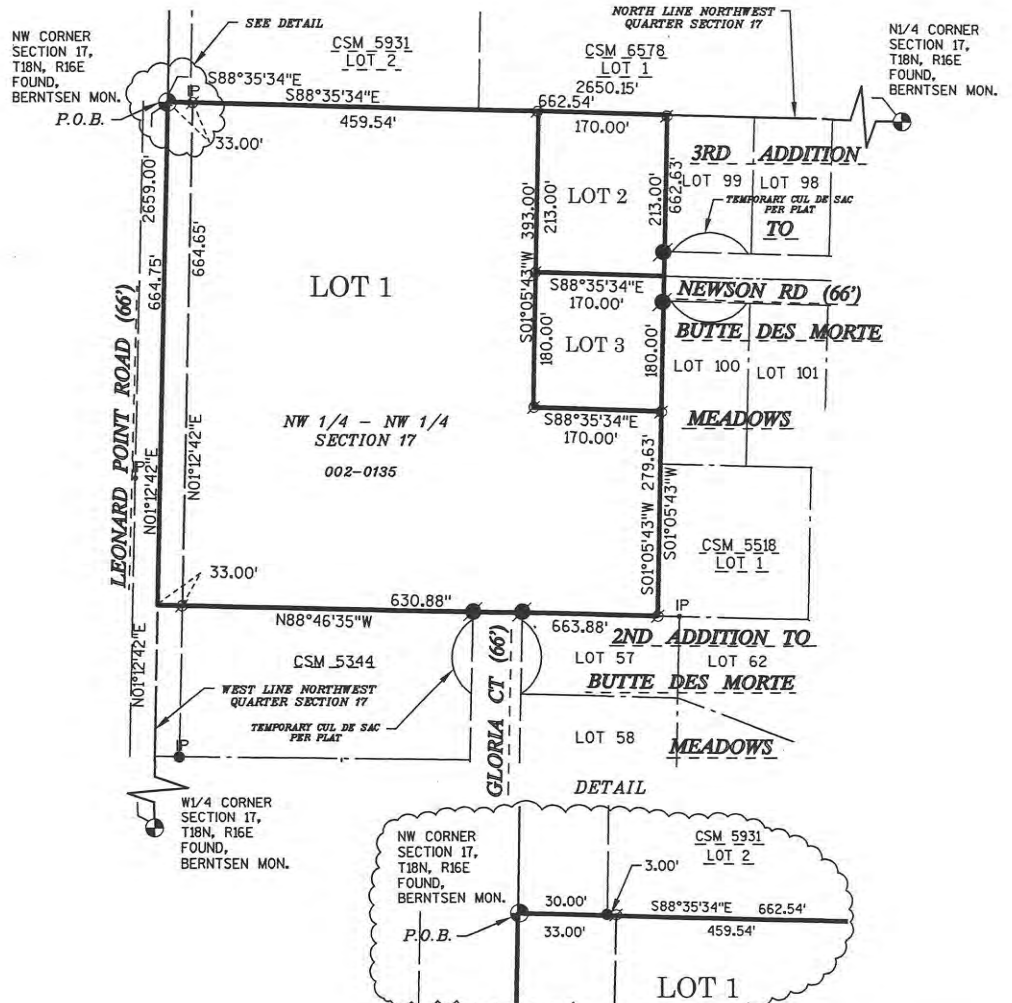 NORTH LINE NORTHWEST
QUARTER SECTION 17
SEE DETAIL
NW CORNER
SECTION 17,
T18N, R16E
FOUND,
BERNTSEN MON.
CSM 5931
LOT 2
CSM 6578
LOT 1
N1/4 CORNER
SECTION 17,
T18N, R16E
FOUND,
BERNTSEN MON.
S88°35'34"E
IP
S88°35'34"E
2650.15'
662.54'
P.O.B.
459.54'
170.00'
33.00'
3RD ADDITION
LOT 99
LOT 98
TEMPORARY CUL DE SAC
PER PLAT
TO
2659.00'
664.65'
664.75'
393.00'
213.00'
LOT 2
213.00'
662.63'
LOT 1
S01°05'43"W
S88°35'34"E
170.00'
NEWSON RD (66')
BUTTE DES MORTE
LOT 3
180.00'
180.00'
LOT 100
LOT 101
LEONARD POINT ROAD (66')
S88°35'34"E
170.00'
MEADOWS
NW 1/4 - NW 1/4
SECTION 17
002-0135
N01°12'42"E
N01°12'42"E
IP
279.63'
S01°05'43"W
S01°05'43"W
CSM 5518
LOT 1
33.00'
630.88"
IP
N88°46'35"W
663.88'
2ND ADDITION TO
N01°12'42"E
CSM 5344
GLORIA CT (66')
LOT 57
LOT 62
BUTTE DES MORTE
WEST LINE NORTHWEST
QUARTER SECTION 17
TEMPORARY CUL DE SAC
PER PLAT
IP
LOT 58
MEADOWS
DETAIL
W1/4 CORNER
SECTION 17,
T18N, R16E
FOUND,
BERNTSEN MON.
NW CORNER
SECTION 17,
T18N, R16E
FOUND,
BERNTSEN MON.
CSM 5931
LOT 2
3.00'
30.00'
S88°35'34"E
662.54'
P.O.B.
33.00'
459.54'
LOT 1